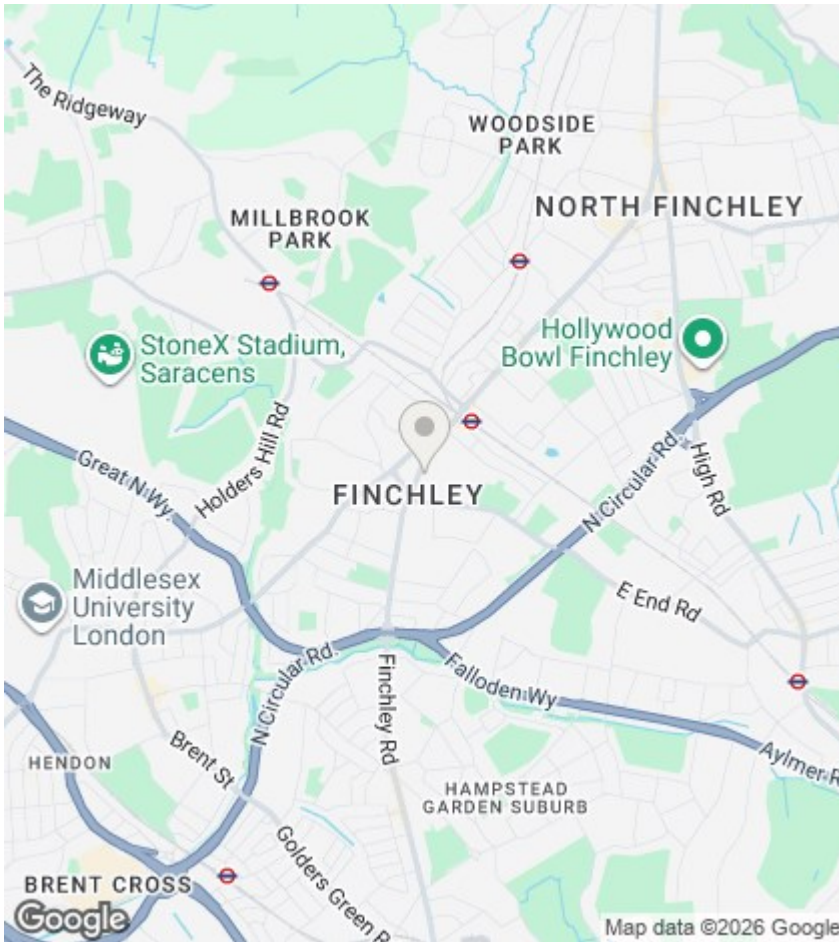 The Ridgeway
WOODSIDE
PARK
NORTH FINCHLEY
MILLBROOK
PARK
Hollywood
Bowl Finchley
StoneX Stadium,
Saracens
Holders Hill Rd
Great N Wy
FINCHLEY
N Circular Rd
High Rd
Middlesex
University
London
E End Rd
N Circular Rd.
Finchley Rd
Falloden Wy
Aylmer R
Brent St
HENDON
HAMPSTEAD
GARDEN SUBURB
Golders Green R
BRENT CROSS
Google
Map data ©2026 Google